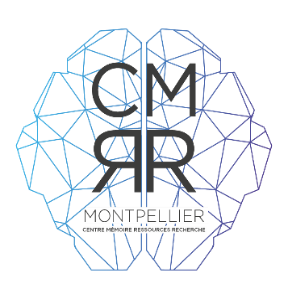 CM
RR
MONTPELLIER
CENTRE MÉMOIRE RESSOURCES RECHERCHE